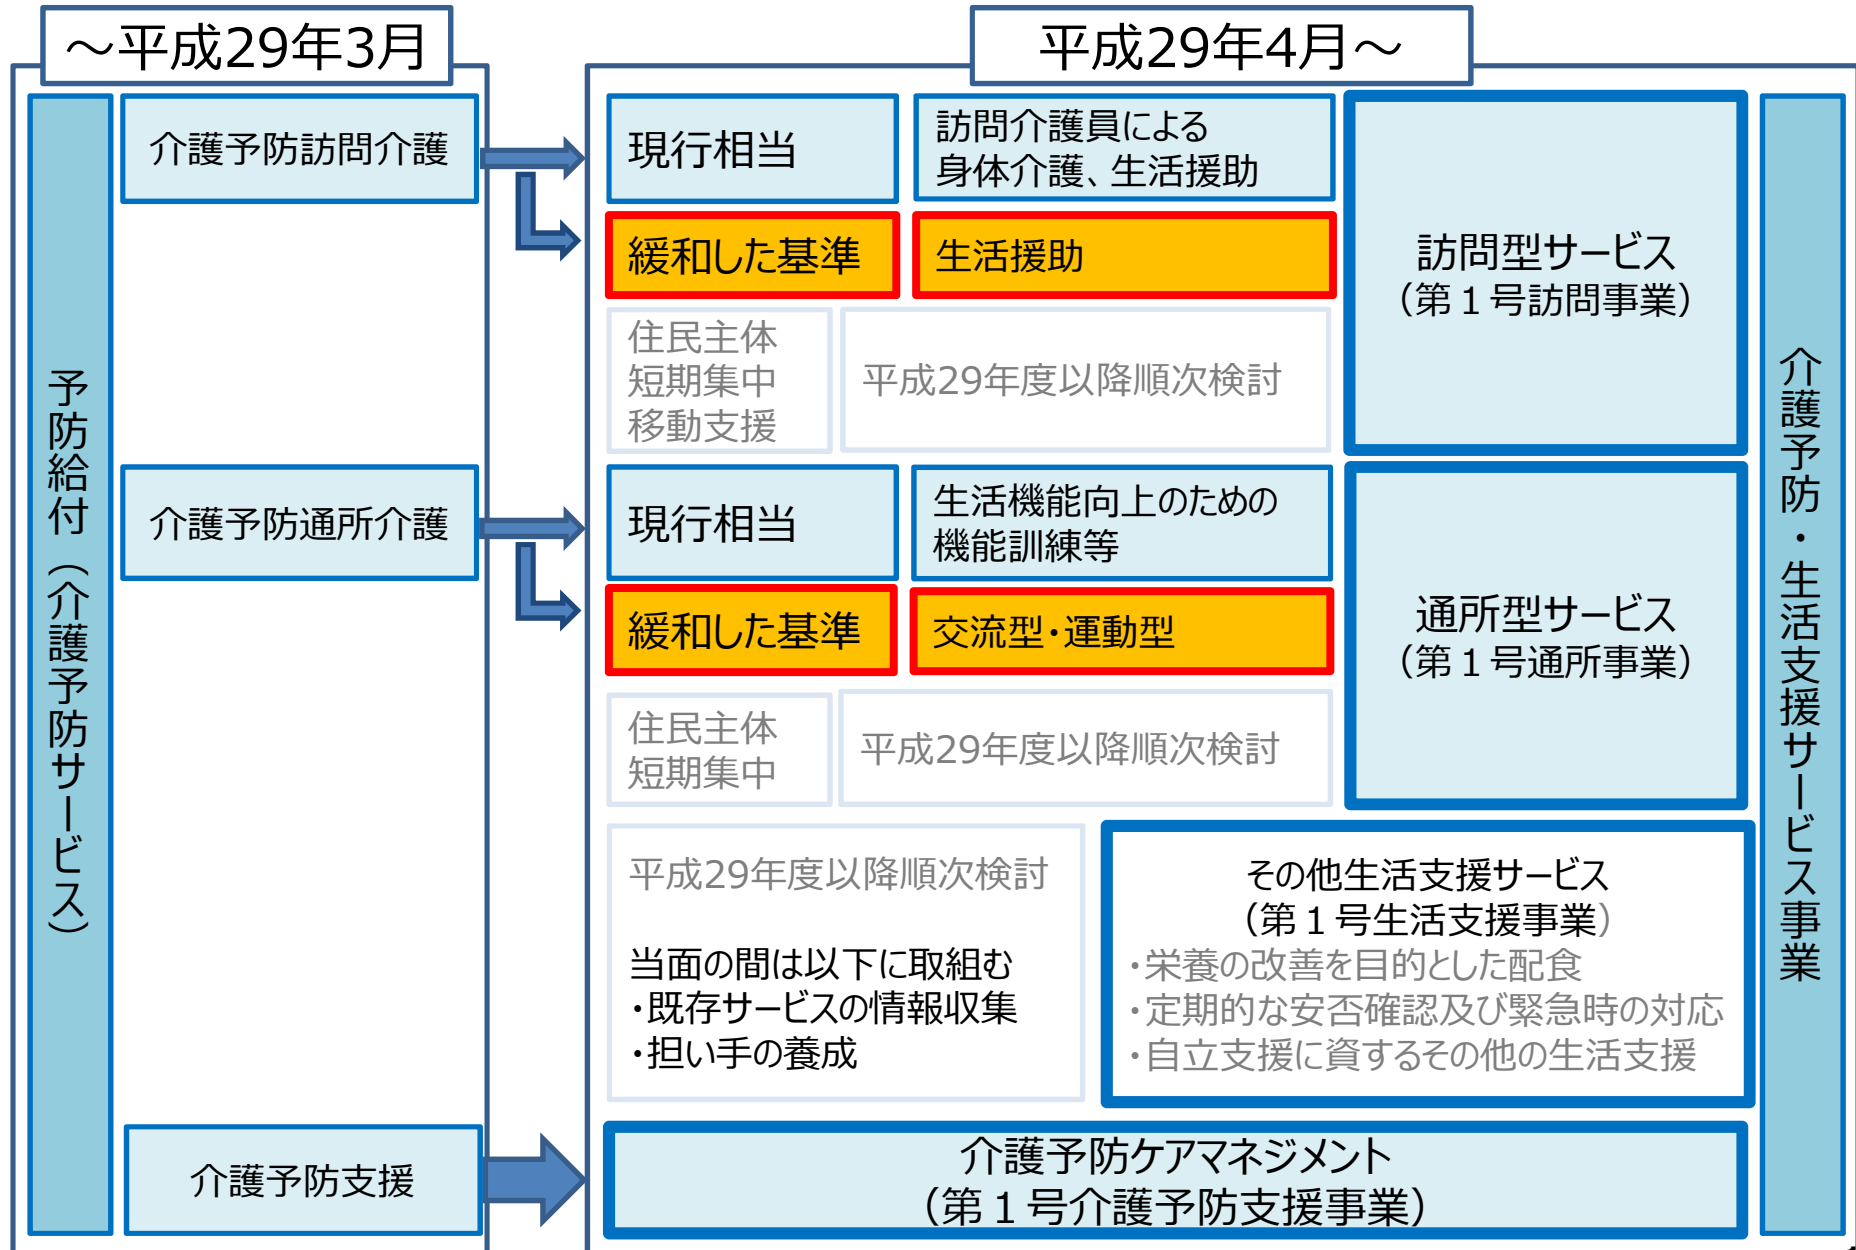 ～平成29年3月
平成29年4月～
予防給付（介護予防サービス）
介護予防訪問介護
現行相当
訪問介護員による
身体介護、生活援助
緩和した基準
生活援助
住民主体
短期集中
移動支援
平成29年度以降順次検討
訪問型サービス
（第１号訪問事業）
介護予防通所介護
現行相当
生活機能向上のための
機能訓練等
緩和した基準
交流型・運動型
住民主体
短期集中
平成29年度以降順次検討
通所型サービス
（第１号通所事業）
平成29年度以降順次検討
当面の間は以下に取組む
・既存サービスの情報収集
・担い手の養成
その他生活支援サービス
（第１号生活支援事業）
・栄養の改善を目的とした配食
・定期的な安否確認及び緊急時の対応
・自立支援に資するその他の生活支援
介護予防支援
介護予防ケアマネジメント
（第１号介護予防支援事業）
介護予防・生活支援サービス事業